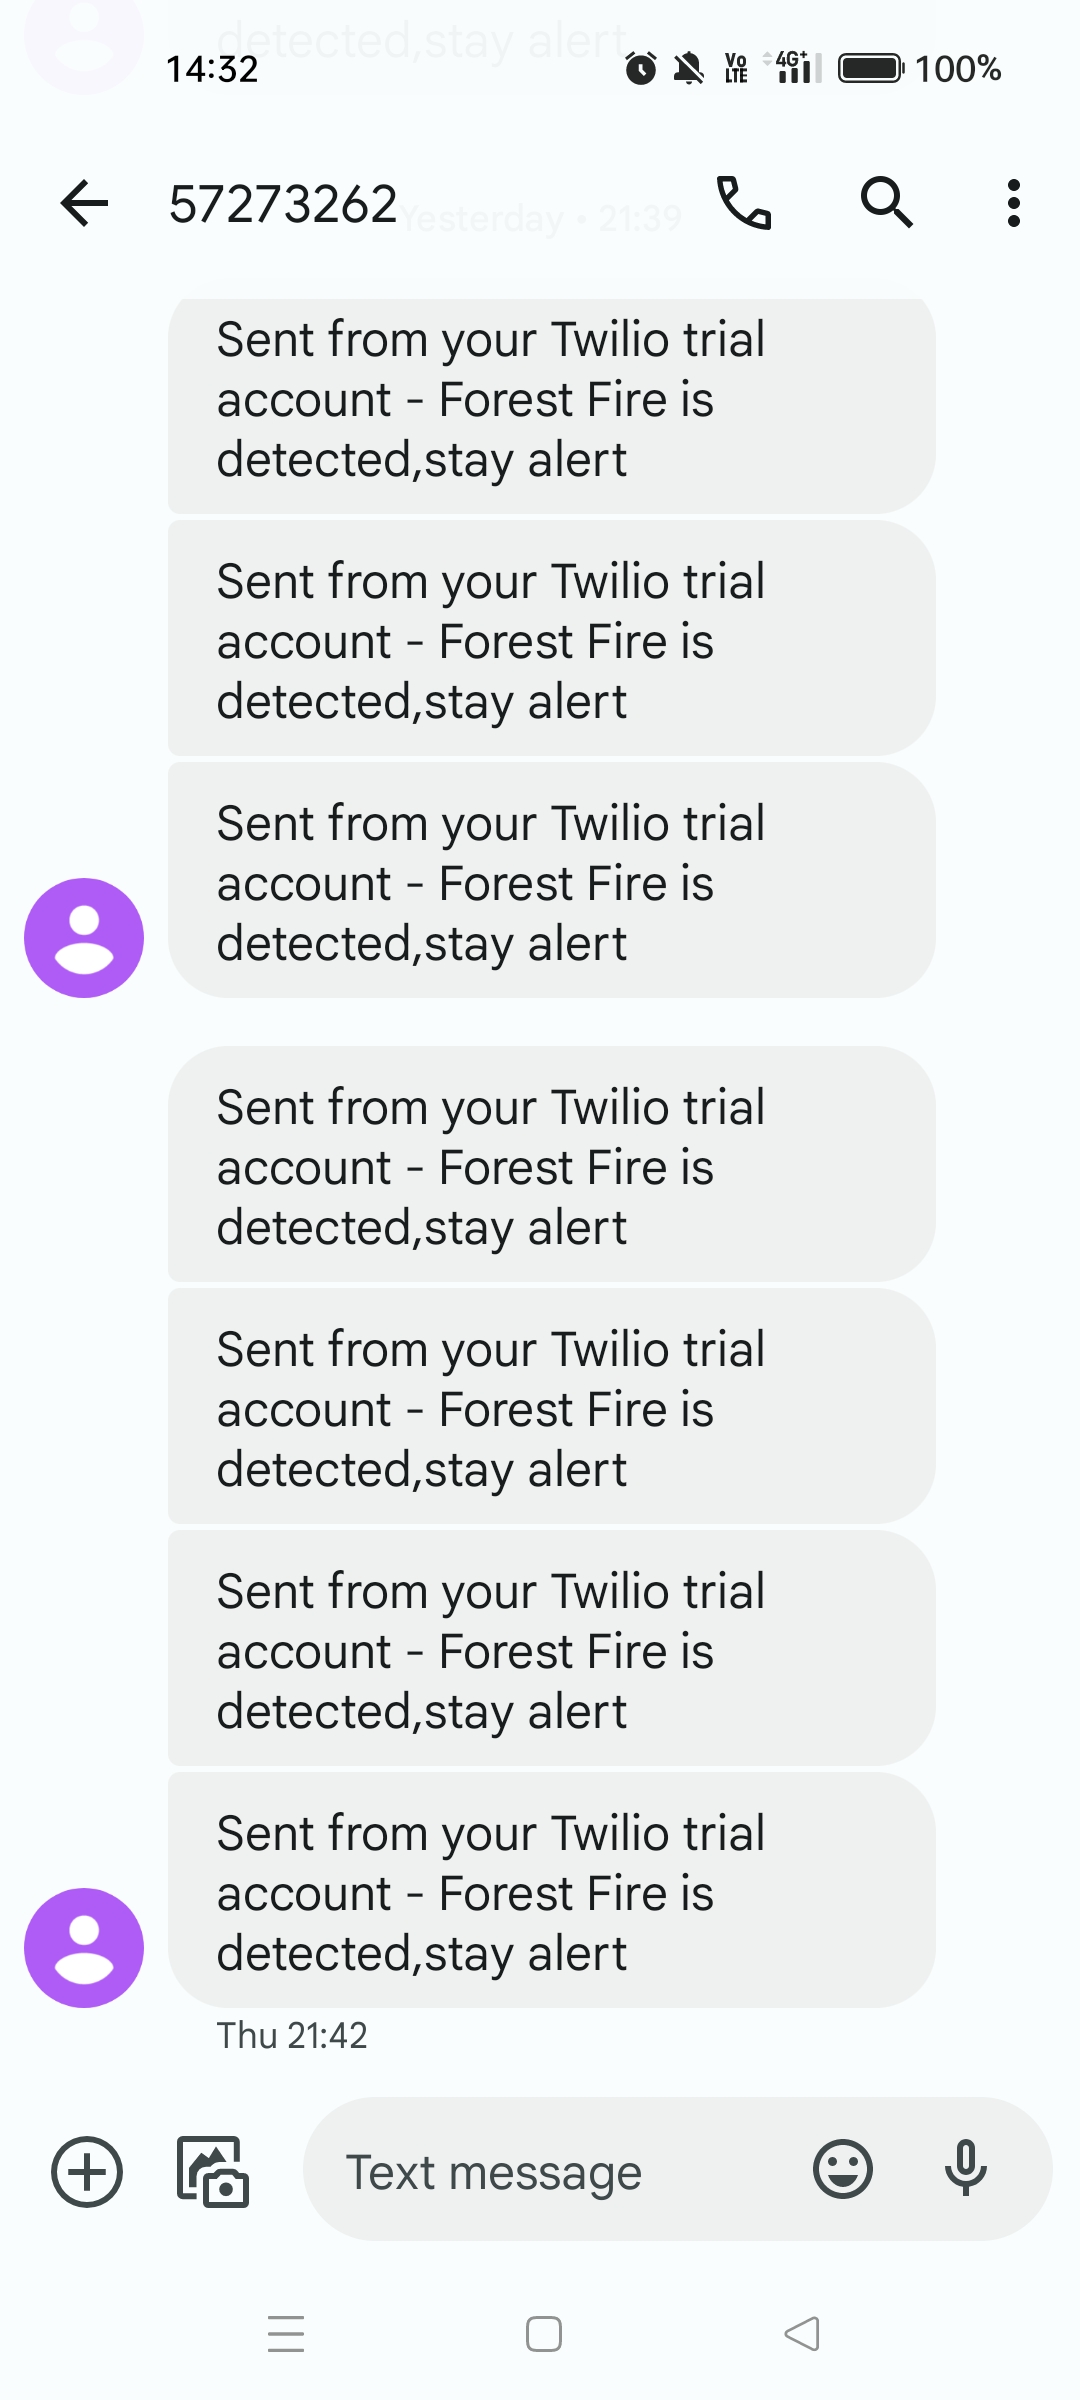 detected,stay alert
14:32
Vo
LTE
4G+
100%
57273262
Yesterday • 21:39
Sent from your Twilio trial
account - Forest Fire is
detected,stay alert
Sent from your Twilio trial
account - Forest Fire is
detected,stay alert
Sent from your Twilio trial
account - Forest Fire is
detected,stay alert
Sent from your Twilio trial
account - Forest Fire is
detected,stay alert
Sent from your Twilio trial
account - Forest Fire is
detected,stay alert
Sent from your Twilio trial
account - Forest Fire is
detected,stay alert
Sent from your Twilio trial
account - Forest Fire is
detected,stay alert
Thu 21:42
Text message